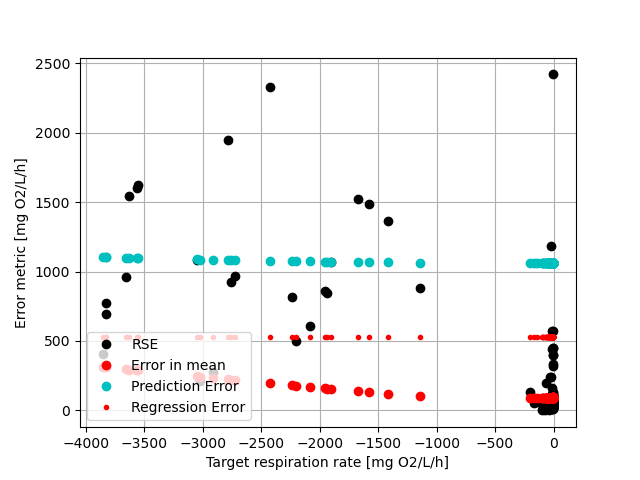 2500
2000
1500
1000
500
0
Error metric [mg O2/L/h]
RSE
Error in mean
Prediction Error
Regression Error
−4000 −3500 −3000 −2500 −2000 −1500 −1000 −500 0
Target respiration rate [mg O2/L/h]